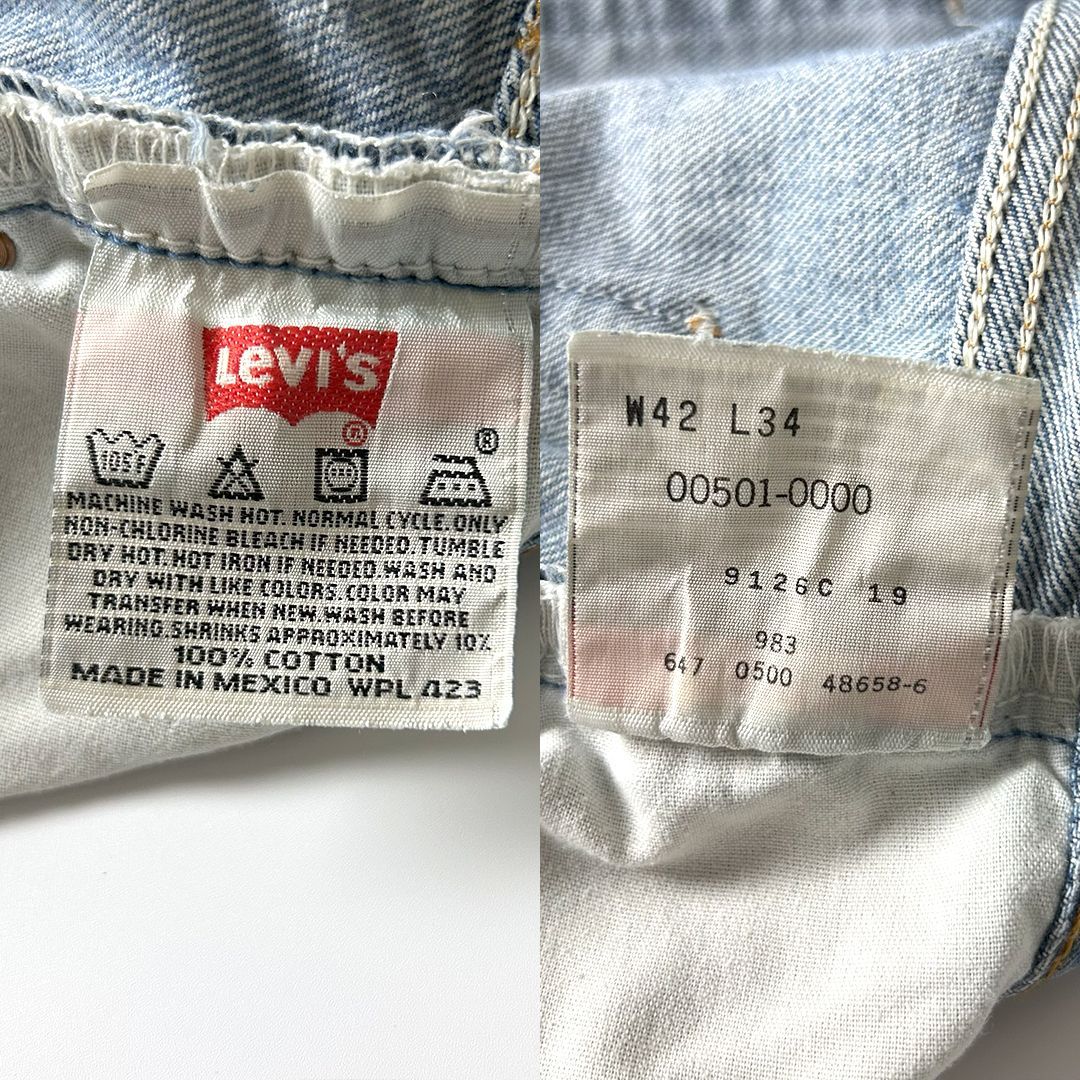 Levi's
®
®
105F
MACHINE WASH HOT. NORMAL CYCLE. ONLY
NON-CHLORINE BLEACH IF NEEDED. TUMBLE
DRY HOT. HOT IRON IF NEEDED. WASH AND
DRY WITH LIKE COLORS. COLOR MAY
TRANSFER WHEN NEW. WASH BEFORE
WEARING. SHRINKS APPROXIMATELY 10%
100% COTTON
MADE IN MEXICO WPL 423
W42 L34
00501-0000
9126C 19
983
647 0500 48658-6